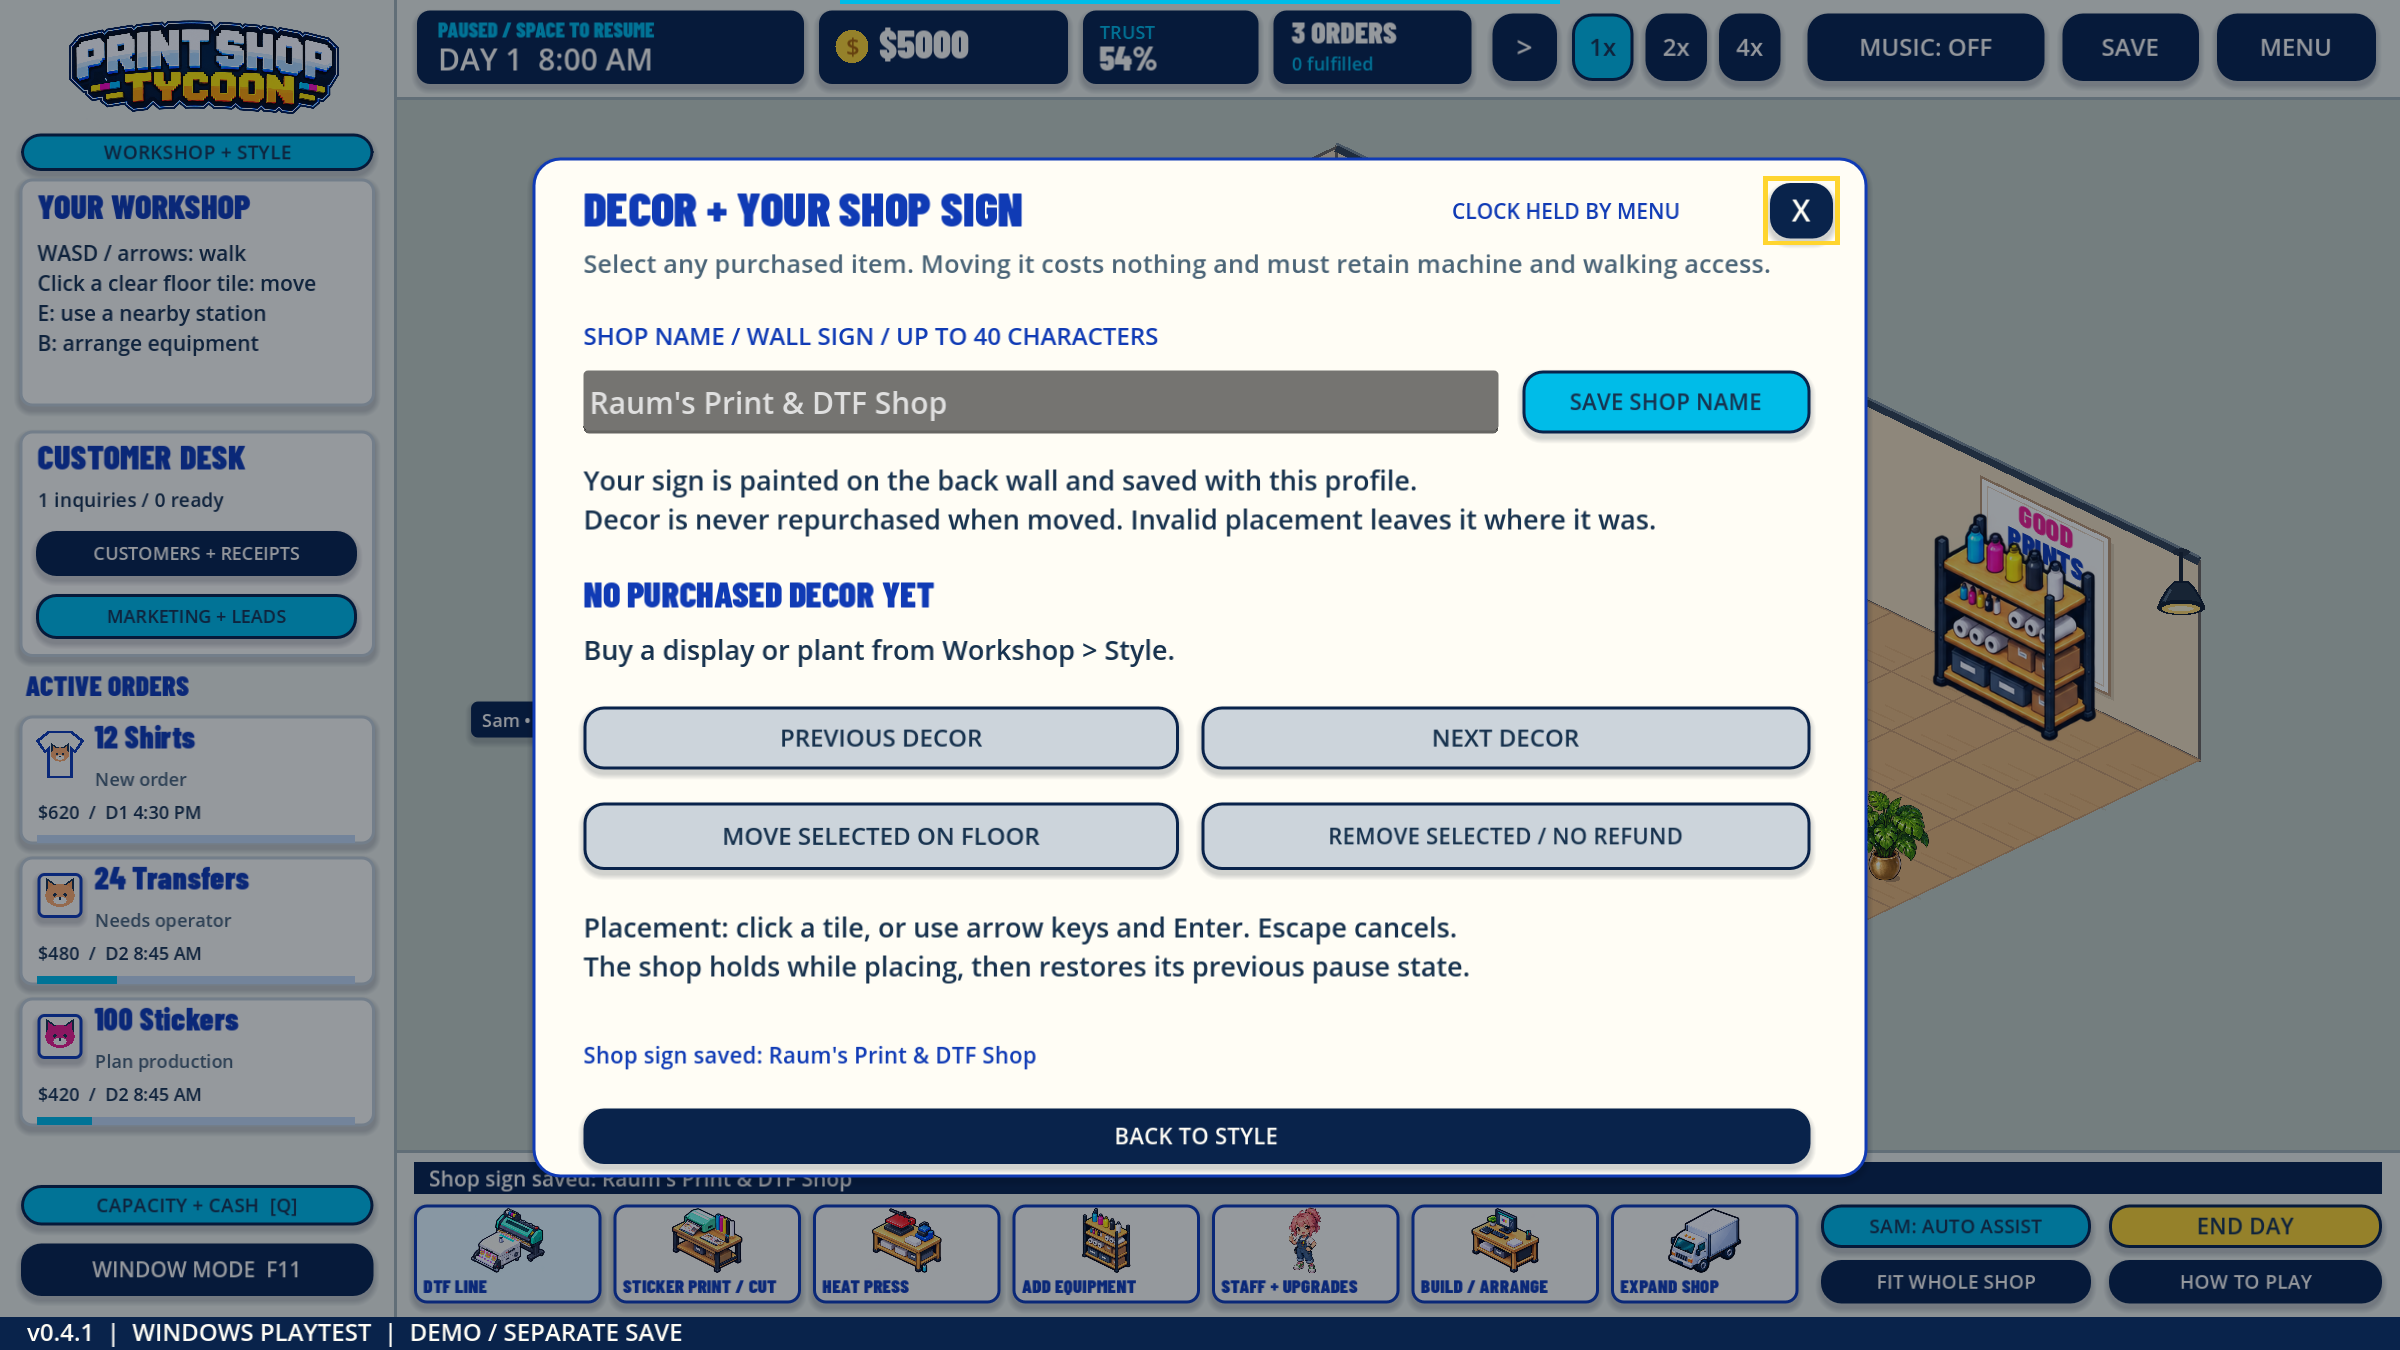 PRINT SHOP
TYCOON
PAUSED / SPACE TO RESUME
DAY 1 8:00 AM
$ $5000
TRUST
54%
3 ORDERS
0 fulfilled
>
1x
2x
4x
MUSIC: OFF
SAVE
MENU
WORKSHOP + STYLE
YOUR WORKSHOP
WASD / arrows: walk
Click a clear floor tile: move
E: use a nearby station
B: arrange equipment
CUSTOMER DESK
1 inquiries / 0 ready
CUSTOMERS + RECEIPTS
MARKETING + LEADS
ACTIVE ORDERS
12 Shirts
New order
$620 / D1 4:30 PM
24 Transfers
Needs operator
$480 / D2 8:45 AM
100 Stickers
Plan production
$420 / D2 8:45 AM
CAPACITY + CASH [Q]
WINDOW MODE F11
DECOR + YOUR SHOP SIGN
CLOCK HELD BY MENU
X
Select any purchased item. Moving it costs nothing and must retain machine and walking access.
SHOP NAME / WALL SIGN / UP TO 40 CHARACTERS
Raum's Print & DTF Shop
SAVE SHOP NAME
Your sign is painted on the back wall and saved with this profile.
Decor is never repurchased when moved. Invalid placement leaves it where it was.
NO PURCHASED DECOR YET
Buy a display or plant from Workshop > Style.
PREVIOUS DECOR
NEXT DECOR
MOVE SELECTED ON FLOOR
REMOVE SELECTED / NO REFUND
Placement: click a tile, or use arrow keys and Enter. Escape cancels.
The shop holds while placing, then restores its previous pause state.
Shop sign saved: Raum's Print & DTF Shop
BACK TO STYLE
Sam •
GOOD
PRINTS
Shop sign saved: Raum's Print & DTF Shop
DTF LINE
STICKER PRINT / CUT
HEAT PRESS
ADD EQUIPMENT
STAFF + UPGRADES
BUILD / ARRANGE
EXPAND SHOP
SAM: AUTO ASSIST
END DAY
FIT WHOLE SHOP
HOW TO PLAY
v0.4.1 | WINDOWS PLAYTEST | DEMO / SEPARATE SAVE